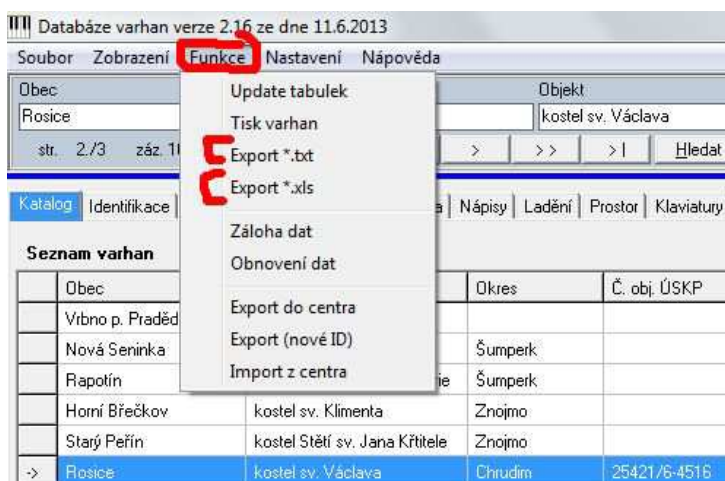 Databáze varhan verze 2.16 ze dne 11.6.2013
Soubor Zobrazení Funkce Nastavení Nápověda
Obec Objekt
Rosice kostel sv. Václava
str. 2./3 záz. > >> >| Hledat
Katalog Identifikace Nápisy Ladění Prostor Klaviatury
Update tabulek
Tisk varhan
Export *.txt
Export *.xls
Záloha dat
Obnovení dat
Export do centra
Export (nové ID)
Import z centra
Seznam varhan
Obec Okres Č. obj. ÚSKP
Vrbno p. Praděd
Nová Seninka Šumperk
Rapotín Šumperk
Horní Břečkov kostel sv. Klimenta Znojmo
Starý Peřín kostel Stětí sv. Jana Křtitele Znojmo
-> Rosice kostel sv. Václava Chrudim 25421/6-4516